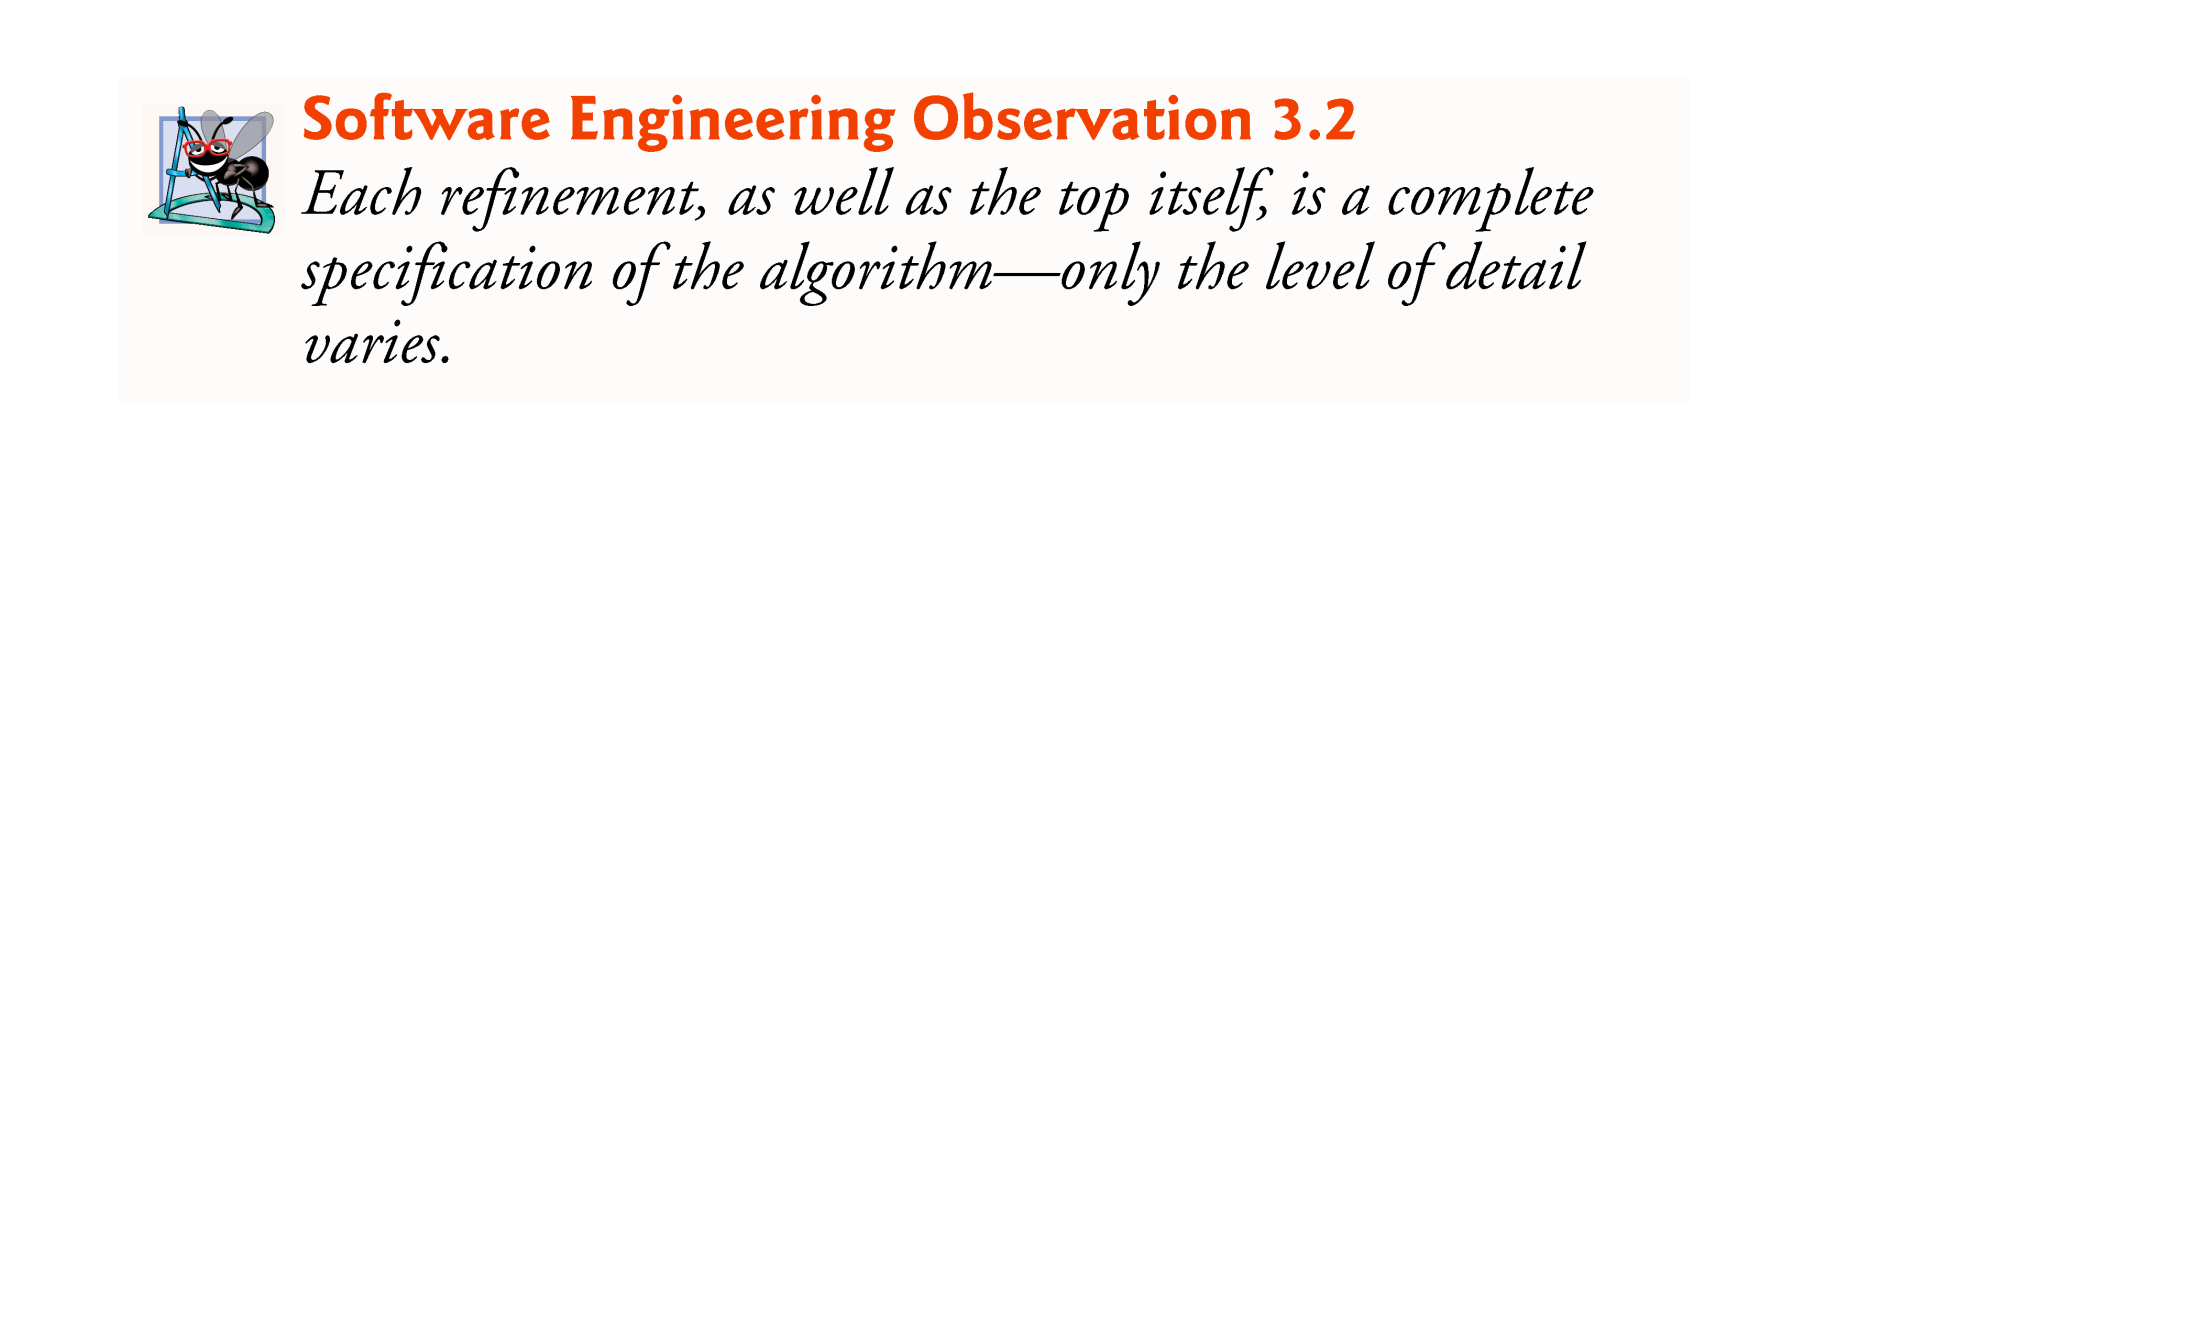 Software Engineering Observation 3.2
Each refinement, as well as the top itself, is a complete
specification of the algorithm—only the level of detail
varies.